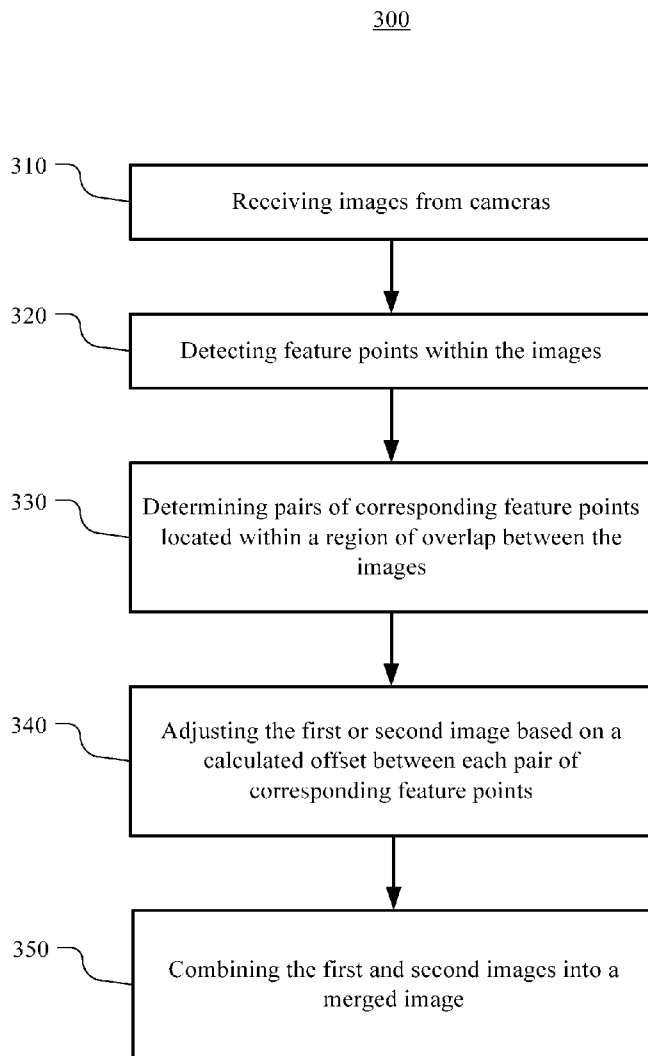 300
310
Receiving images from cameras
320
Detecting feature points within the images
330
Determining pairs of corresponding feature points
located within a region of overlap between the
images
340
Adjusting the first or second image based on a
calculated offset between each pair of
corresponding feature points
350
Combining the first and second images into a
merged image